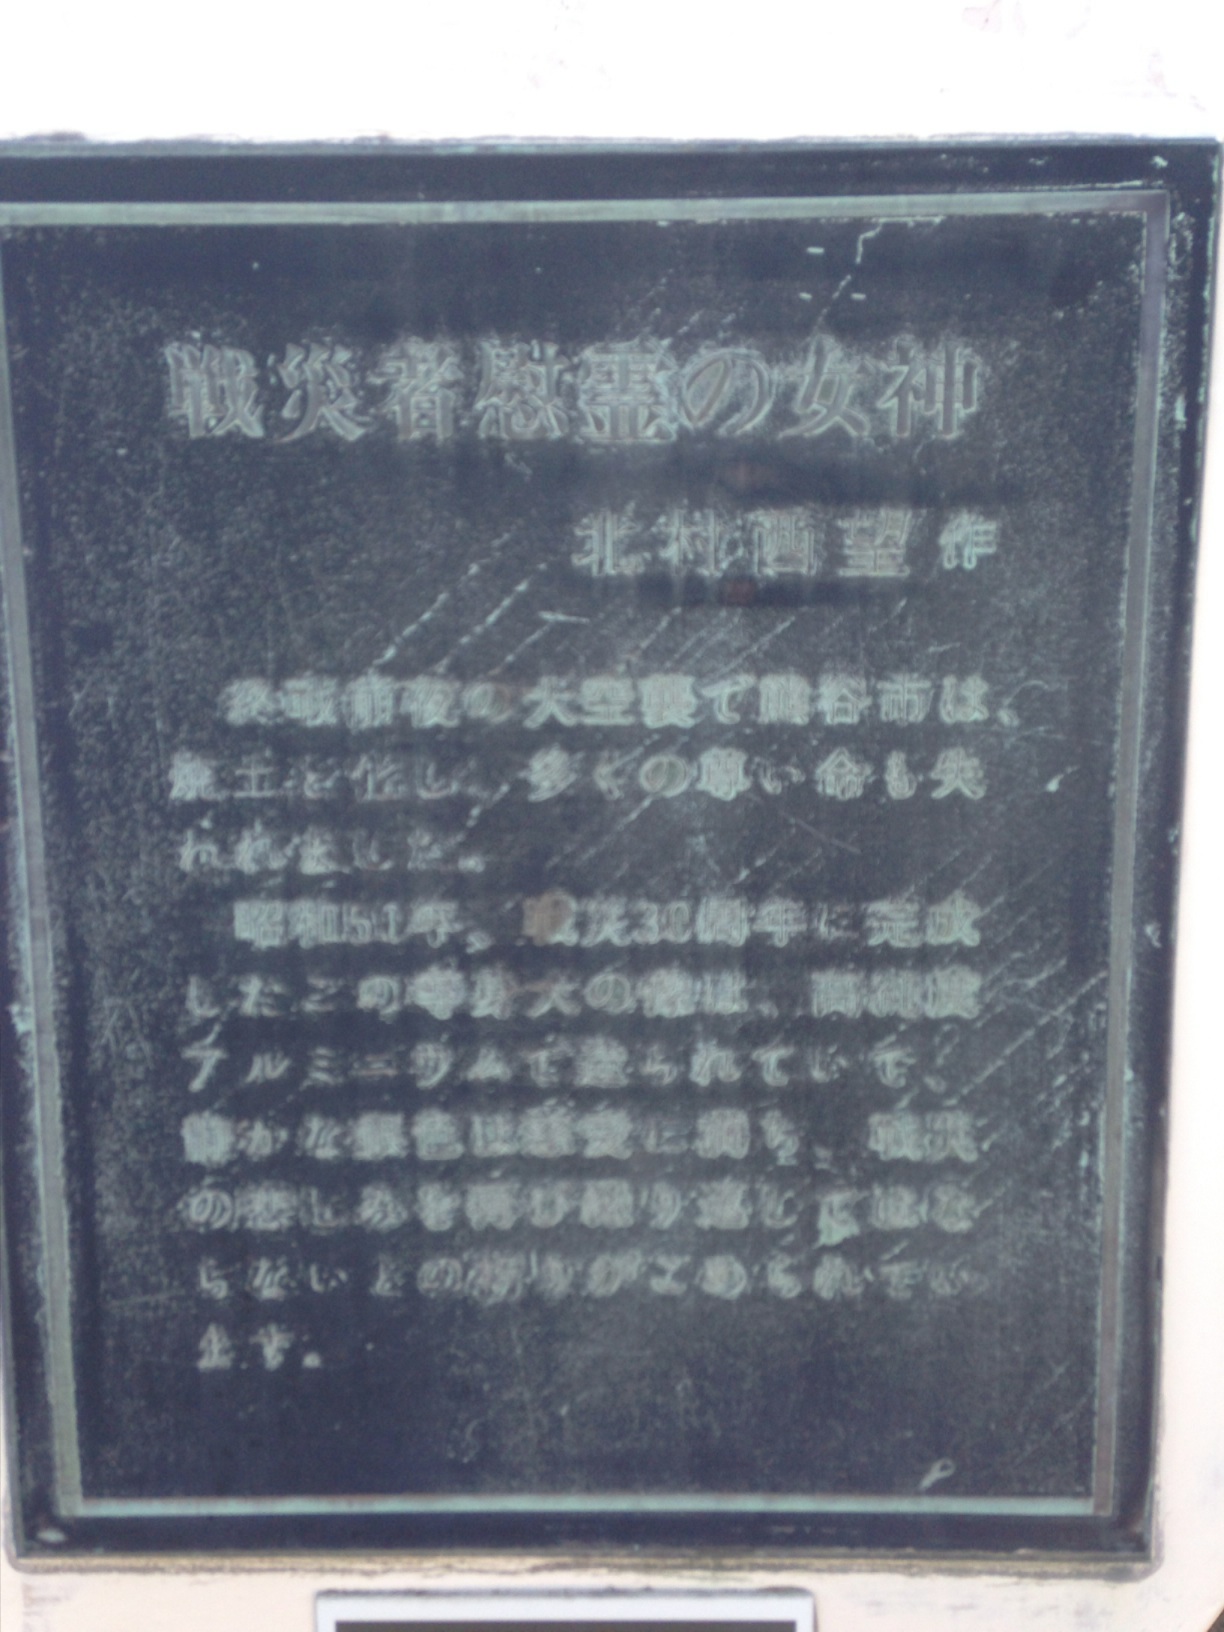 戦災者慰霊の女神
北村西望 作
終戦前夜の大空襲で熊谷市は、
焦土と化し、多くの尊い命も失
われました。
昭和51年、戦災30周年に完成
したこの等身大の像は、高純度
アルミニウムで造られていて、
静かな銀色は慈愛に満ち、戦災
の悲しみを再び繰り返してはな
らないとの祈りがこめられてい
ます。